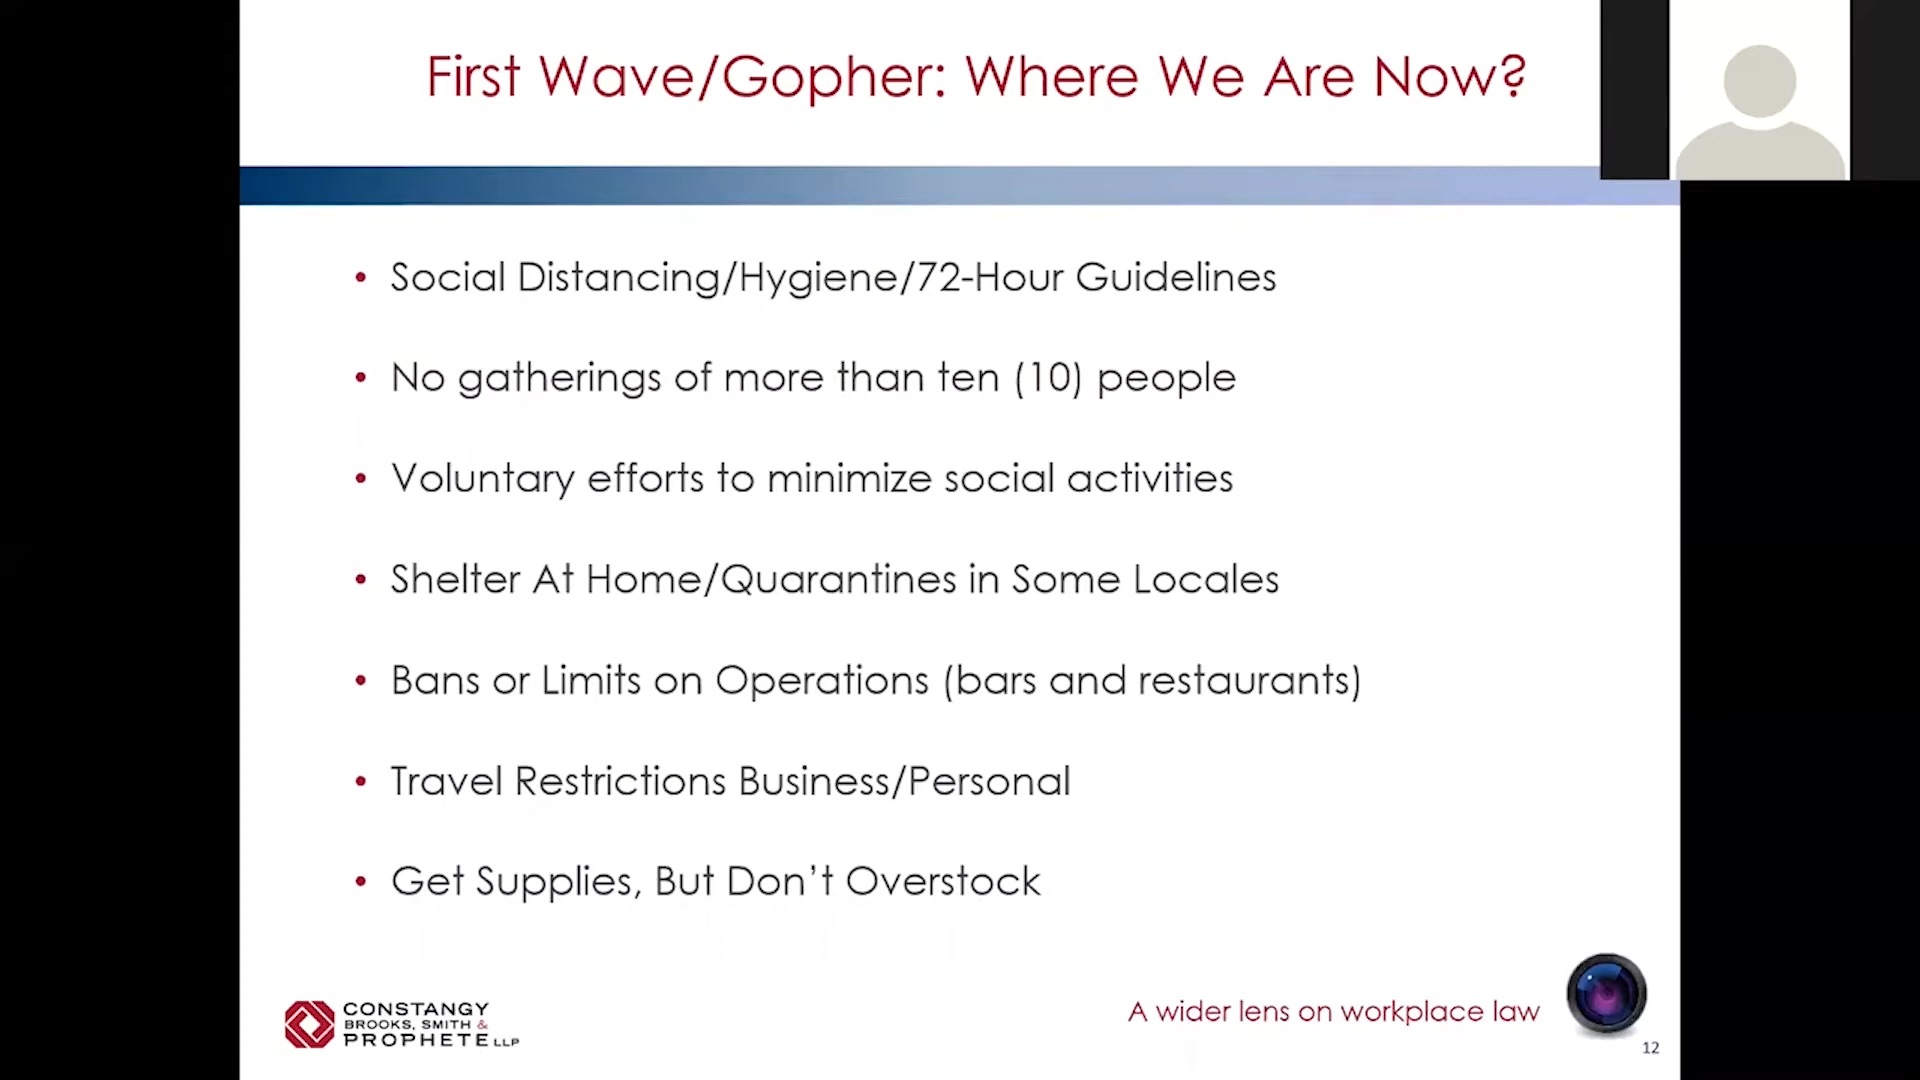 First Wave/Gopher: Where We Are Now?
• Social Distancing/Hygiene/72-Hour Guidelines
• No gatherings of more than ten (10) people
• Voluntary efforts to minimize social activities
• Shelter At Home/Quarantines in Some Locales
• Bans or Limits on Operations (bars and restaurants)
• Travel Restrictions Business/Personal
• Get Supplies, But Don’t Overstock
CONSTANGY
BROOKS, SMITH &
PROPHETE LLP
A wider lens on workplace law
12